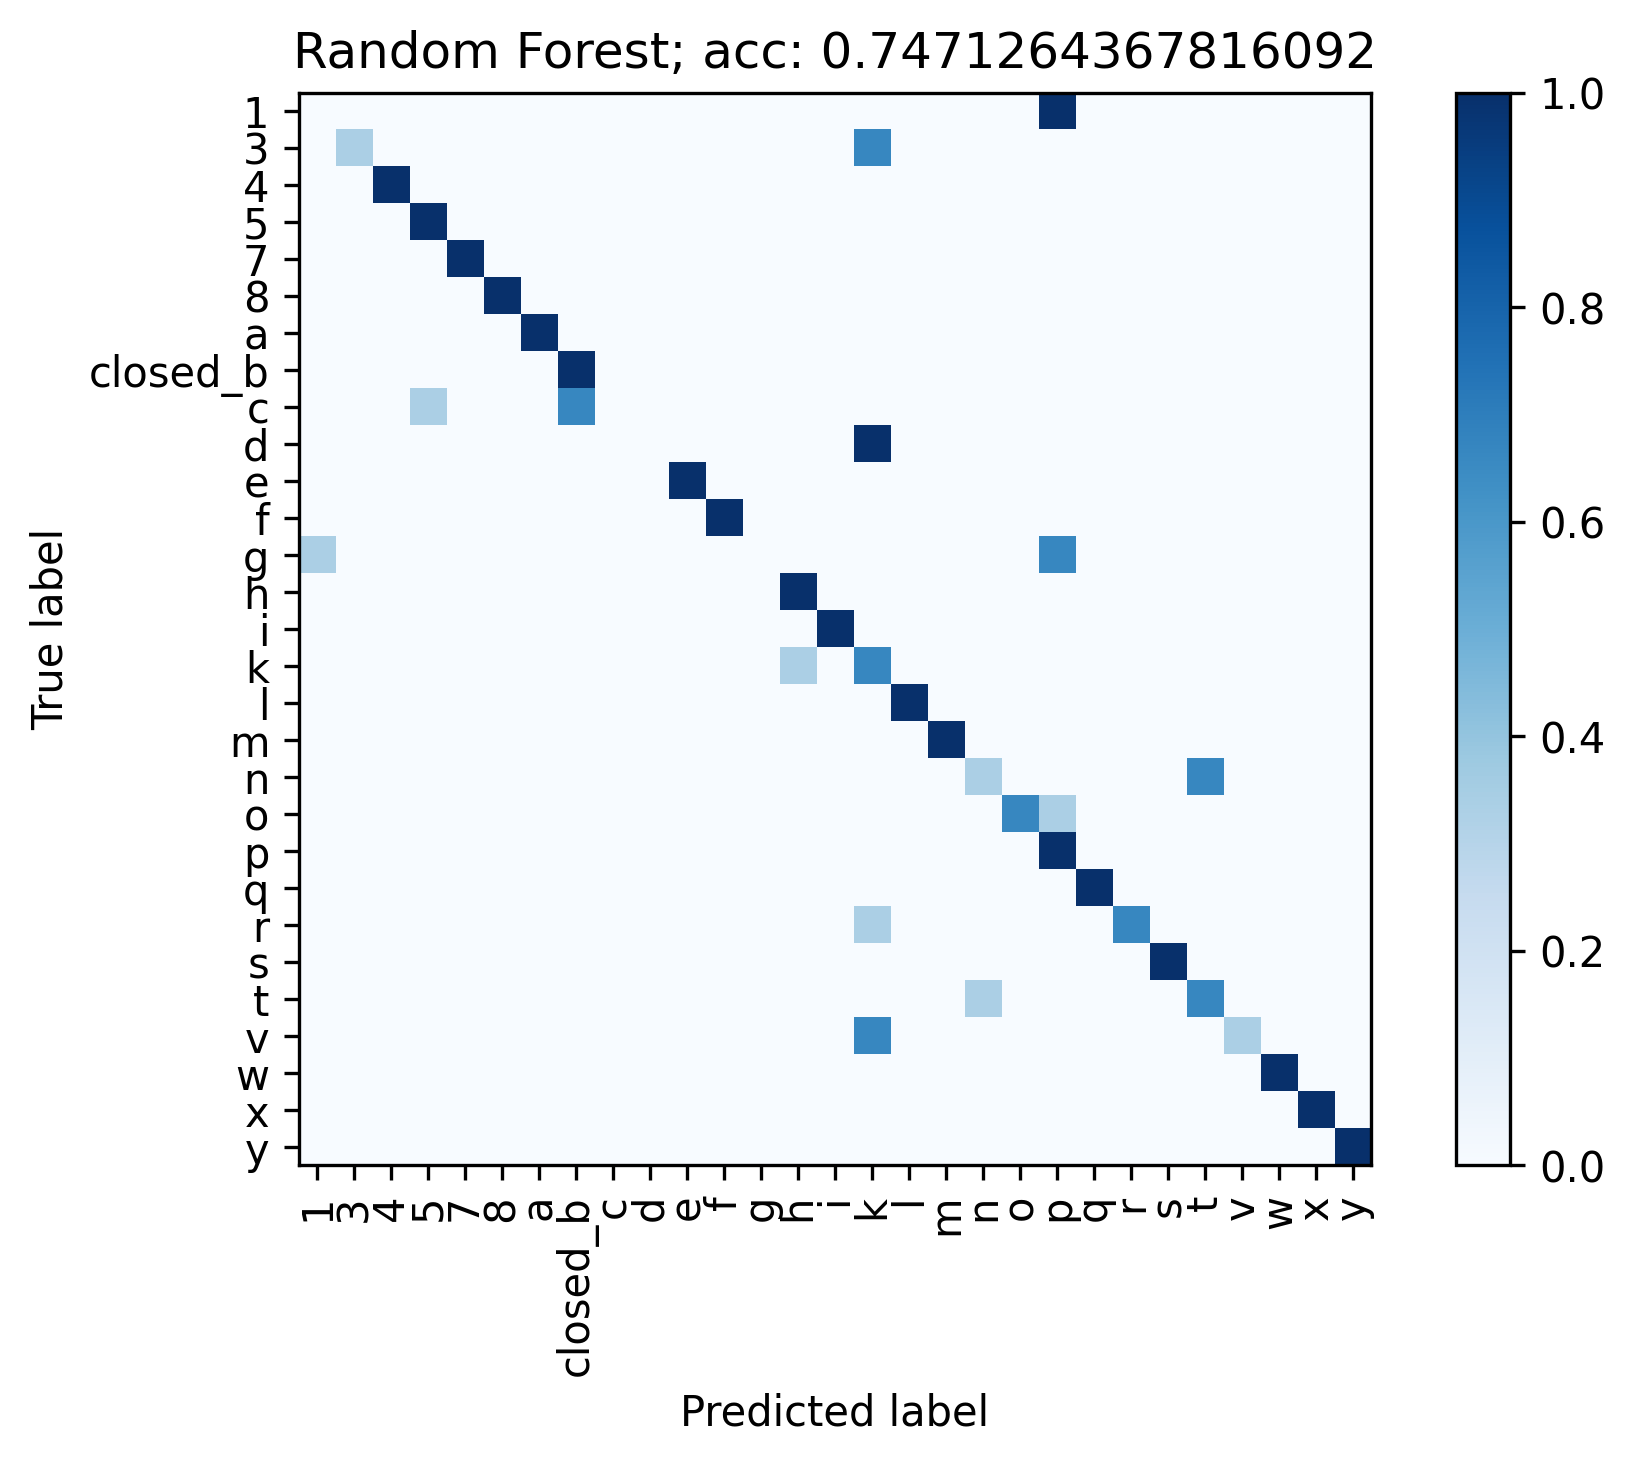 Random Forest; acc: 0.7471264367816092
True label
1
3
4
5
7
8
a
closed_b
c
d
e
f
g
h
i
k
l
m
n
o
p
q
r
s
t
v
w
x
y
1 3 4 5 7 8 a closed_b c d e f g h i k l m n o p q r s t v w x y
Predicted label
1.0
0.8
0.6
0.4
0.2
0.0